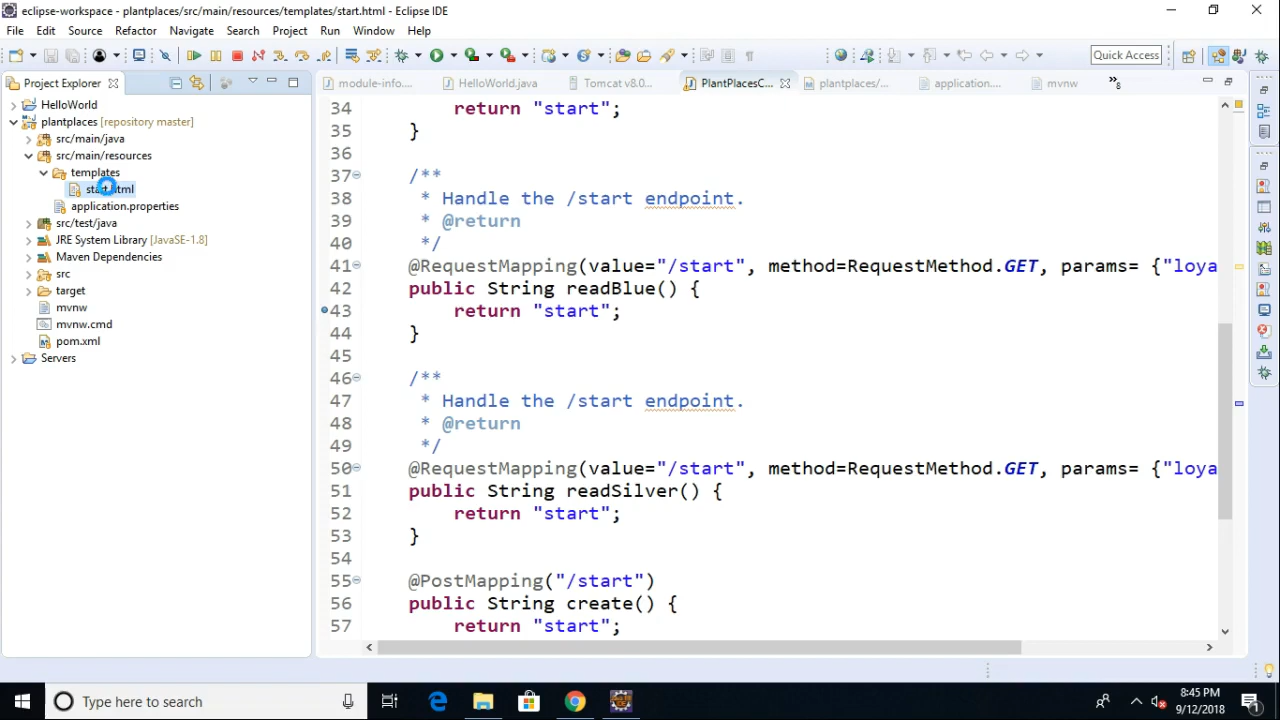 eclipse-workspace - plantplaces/src/main/resources/templates/start.html - Eclipse IDE
File Edit Source Refactor Navigate Search Project Run Window Help
Quick Access
Project Explorer
module-info....
HelloWorld.java
Tomcat v8.0...
PlantPlacesC...
plantplaces/...
application....
mvnw
»8
HelloWorld
plantplaces [repository master]
src/main/java
src/main/resources
templates
start.html
application.properties
src/test/java
JRE System Library [JavaSE-1.8]
Maven Dependencies
src
target
mvnw
mvnw.cmd
pom.xml
Servers
34 return "start";
35 }
36
37 /**
38 * Handle the /start endpoint.
39 * @return
40 */
41 @RequestMapping(value="/start", method=RequestMethod.GET, params= {"loya
42 public String readBlue() {
43 return "start";
44 }
45
46 /**
47 * Handle the /start endpoint.
48 * @return
49 */
50 @RequestMapping(value="/start", method=RequestMethod.GET, params= {"loya
51 public String readSilver() {
52 return "start";
53 }
54
55 @PostMapping("/start")
56 public String create() {
57 return "start";
Type here to search
8:45 PM
9/12/2018
1